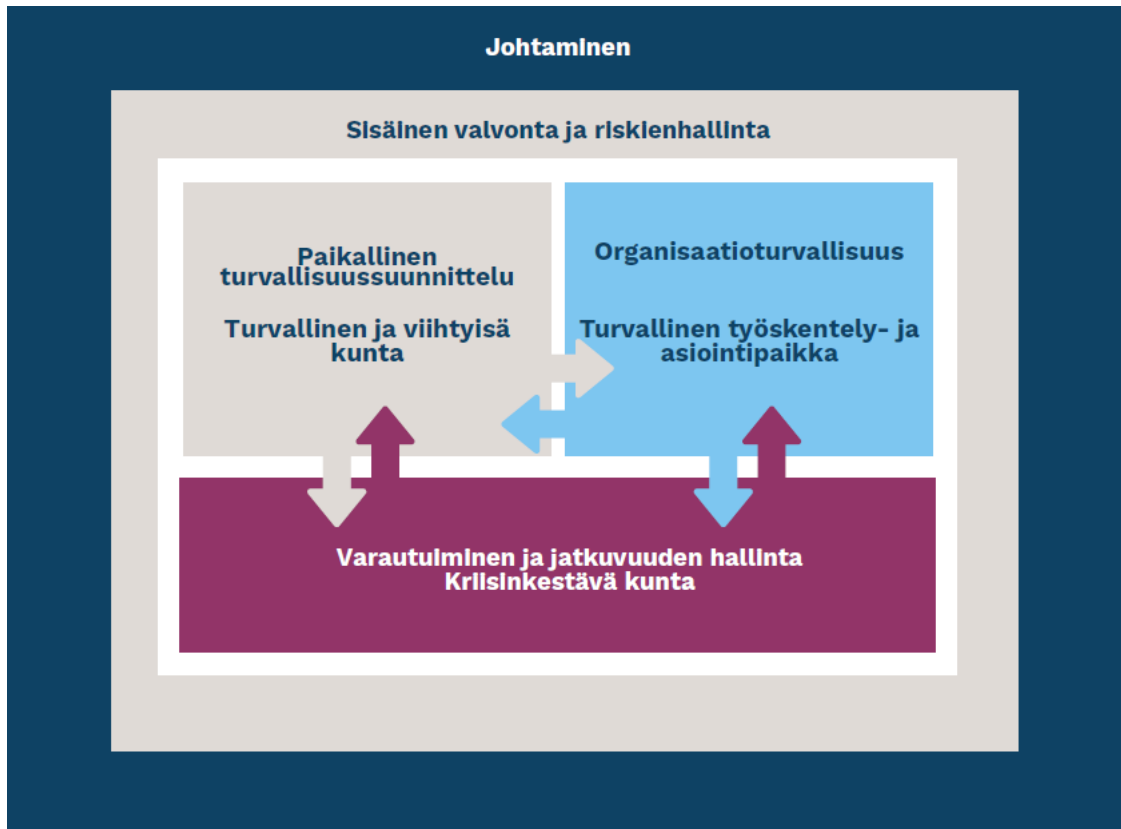 Johtaminen
Sisäinen valvonta ja riskienhallinta
Paikallinen
turvallisuussuunnittelu
Turvallinen ja viihtyisä
kunta
Organisaatioturvallisuus
Turvallinen työskentely- ja
asiointipaikka
Varautuiminen ja jatkuvuuden hallinta
Kriisinkestävä kunta